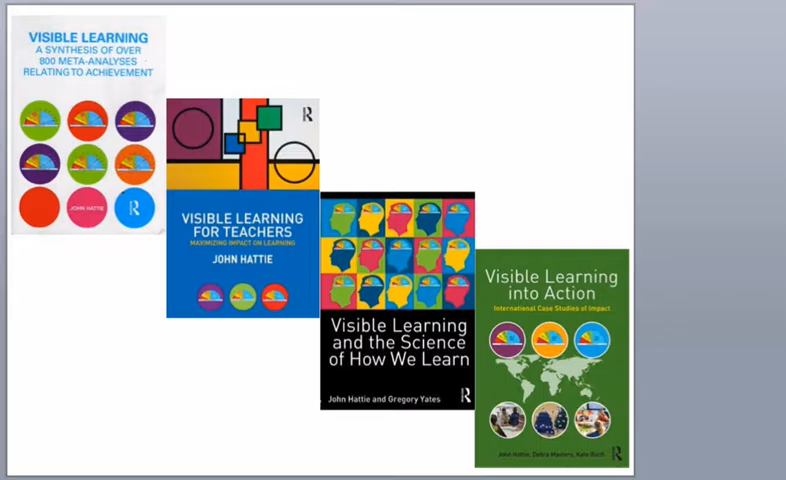 VISIBLE LEARNING
A SYNTHESIS OF OVER
800 META-ANALYSES
RELATING TO ACHIEVEMENT
JOHN HATTIE
R
R
VISIBLE LEARNING
FOR TEACHERS
MAXIMIZING IMPACT ON LEARNING
JOHN HATTIE
Visible Learning
and the Science
of How We Learn
John Hattie and Gregory Yates
R
Visible Learning
into Action
International Case Studies of Impact
John Hattie, Debra Masters, Kate Birch
R